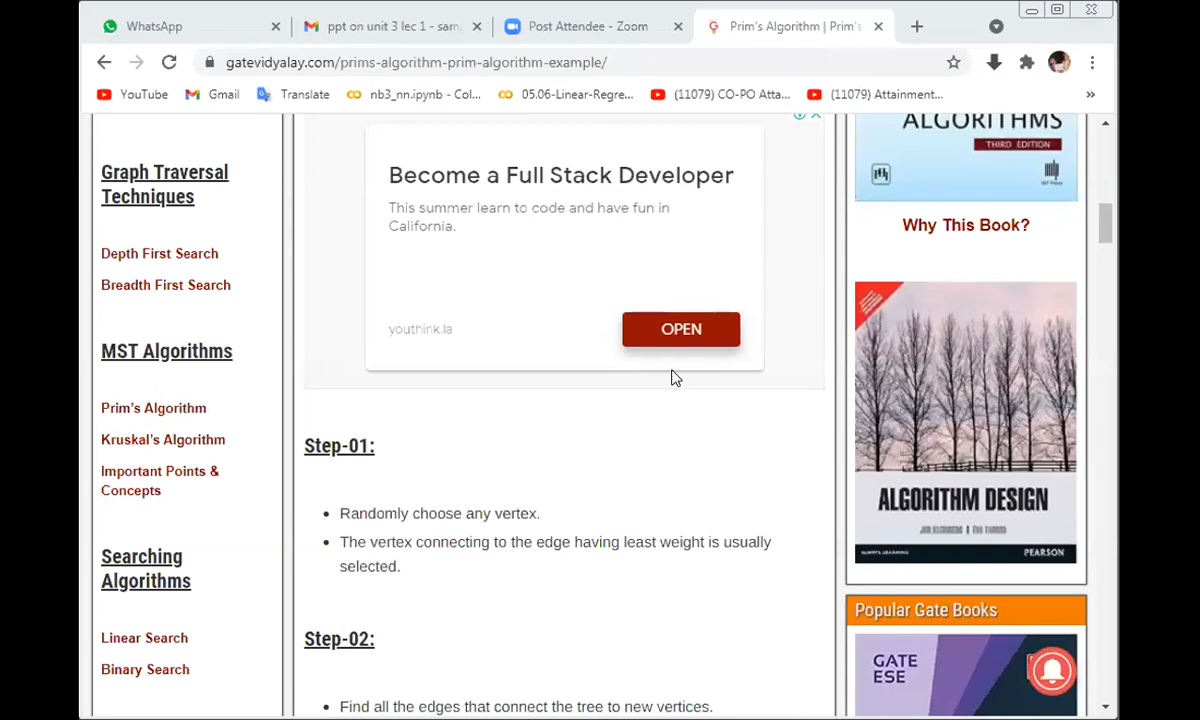 WhatsApp
ppt on unit 3 lec 1 - sam
Post Attendee - Zoom
Prim's Algorithm | Prim's
gatevidyalay.com/prims-algorithm-prim-algorithm-example/
YouTube
Gmail
Translate
nb3_nn.ipynb - Col...
05.06-Linear-Regre...
(11079) CO-PO Atta...
(11079) Attainment...
»
Graph Traversal
Techniques
Depth First Search
Breadth First Search
MST Algorithms
Prim's Algorithm
Kruskal's Algorithm
Important Points &
Concepts
Searching
Algorithms
Linear Search
Binary Search
Become a Full Stack Developer
This summer learn to code and have fun in
California.
youthink.la
OPEN
Step-01:
• Randomly choose any vertex.
• The vertex connecting to the edge having least weight is usually
selected.
Step-02:
• Find all the edges that connect the tree to new vertices.
ALGORITHMS
THIRD EDITION
Why This Book?
ALGORITHM DESIGN
JON KLEINBERG | ÉVA TARDOS
ALWAYS LEARNING
PEARSON
Popular Gate Books
GATE
ESE